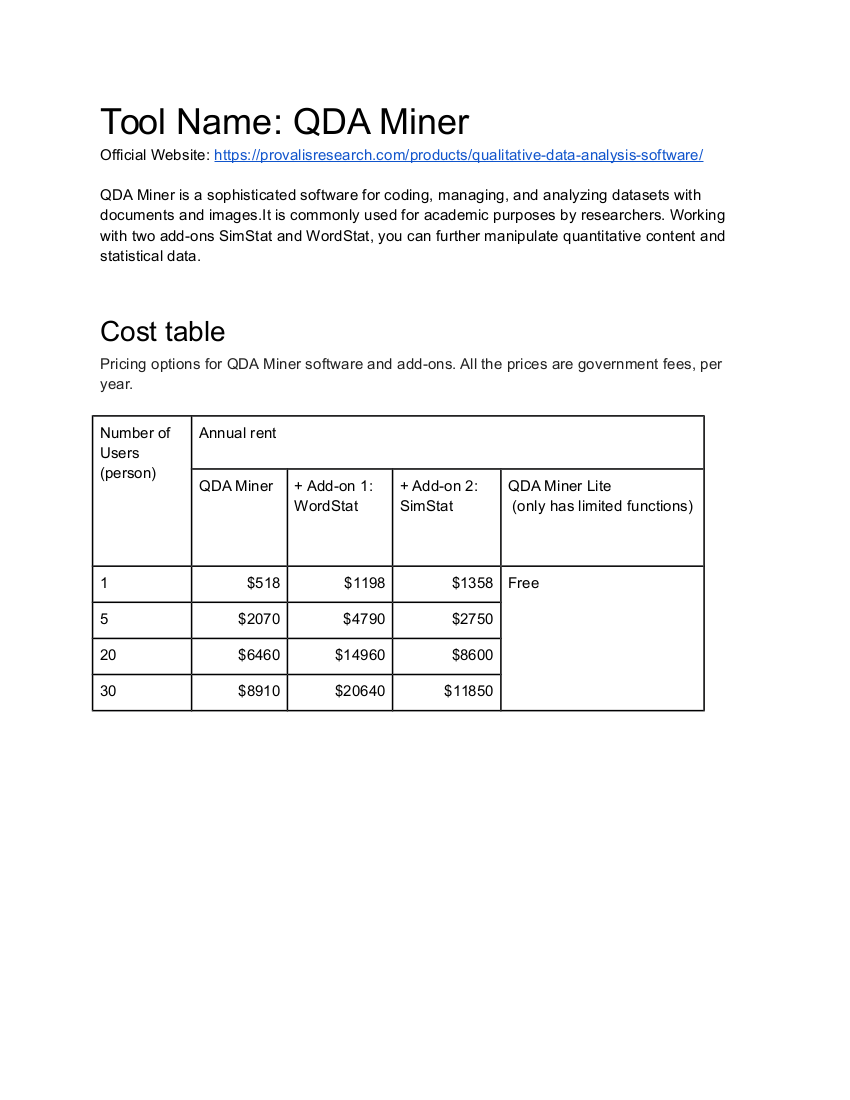 Tool Name: QDA Miner
Official Website: https://provalisresearch.com/products/qualitative-data-analysis-software/
QDA Miner is a sophisticated software for coding, managing, and analyzing datasets with
documents and images.It is commonly used for academic purposes by researchers. Working
with two add-ons SimStat and WordStat, you can further manipulate quantitative content and
statistical data.
Cost table
Pricing options for QDA Miner software and add-ons. All the prices are government fees, per
year.
Number of
Users
(person)
Annual rent
QDA Miner
+ Add-on 1:
WordStat
+ Add-on 2:
SimStat
QDA Miner Lite
(only has limited functions)
1 $518 $1198 $1358 Free
5 $2070 $4790 $2750
20 $6460 $14960 $8600
30 $8910 $20640 $11850